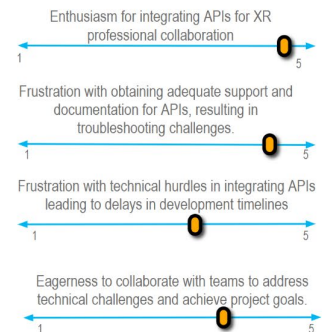 Enthusiasm for integrating APIs for XR
professional collaboration
1 5
Frustration with obtaining adequate support and
documentation for APIs, resulting in
troubleshooting challenges.
1 5
Frustration with technical hurdles in integrating APIs
leading to delays in development timelines
1 5
Eagerness to collaborate with teams to address
technical challenges and achieve project goals.
1 5